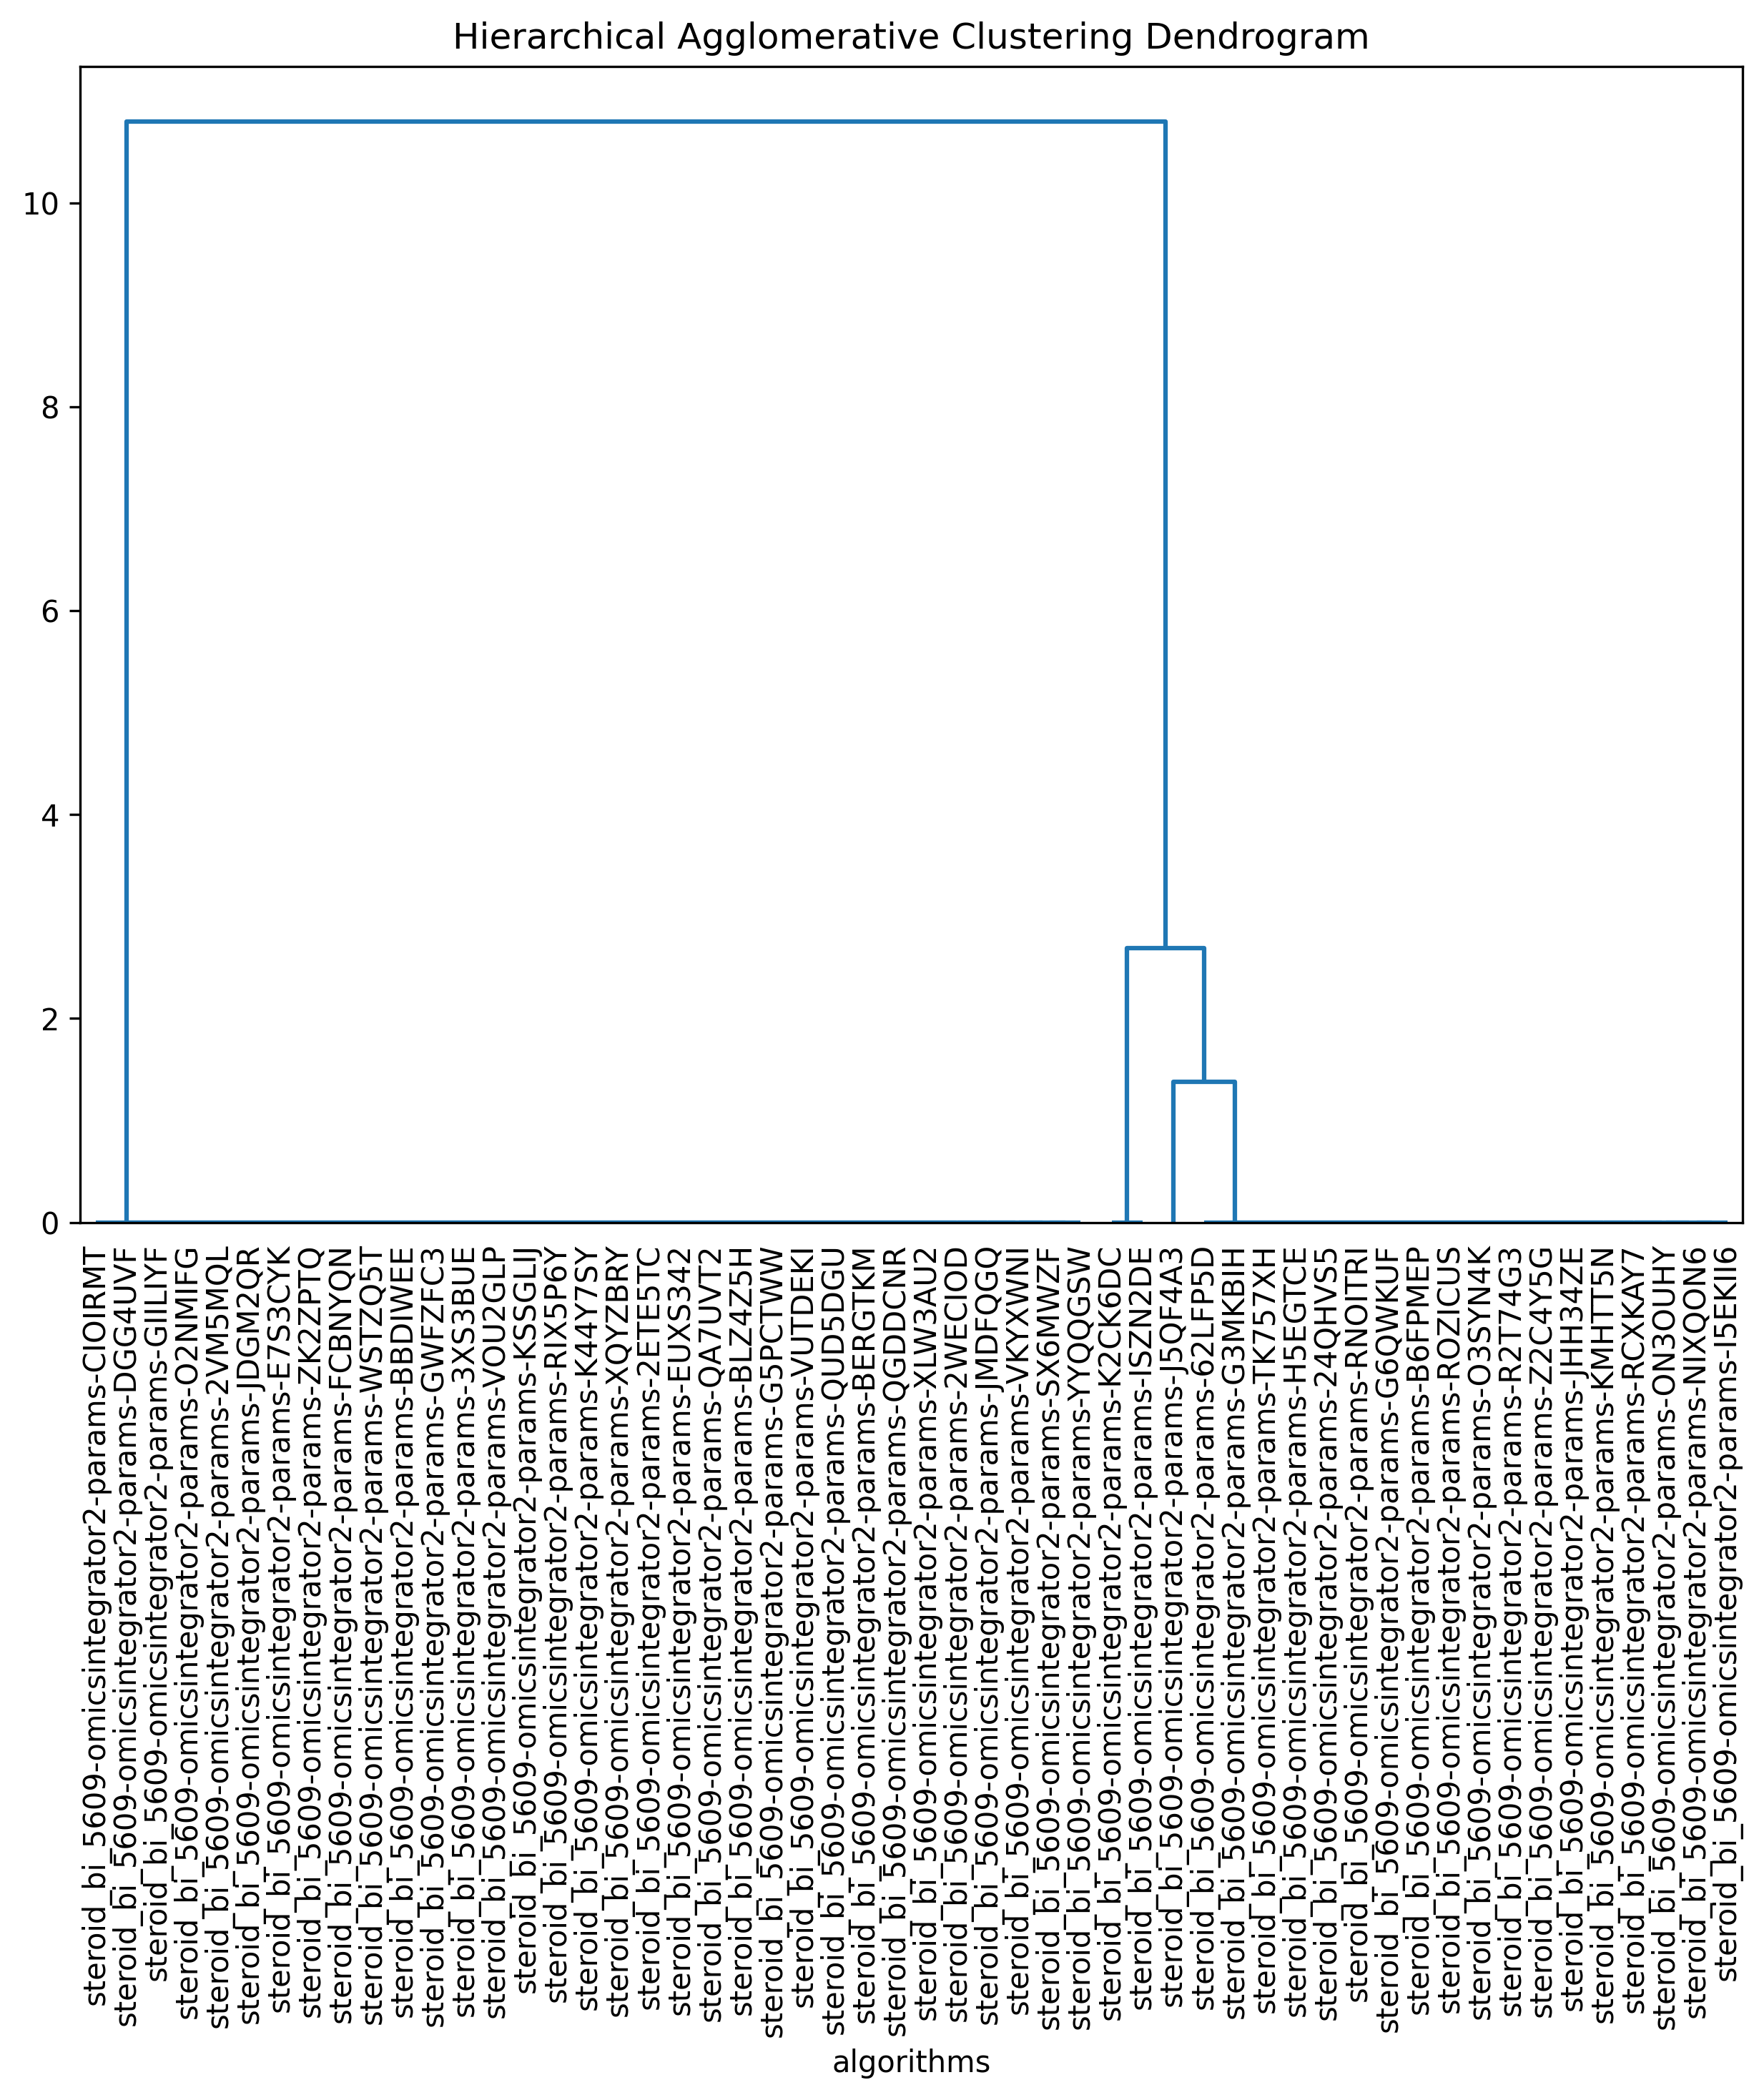 Hierarchical Agglomerative Clustering Dendrogram
10
8
6
4
2
0
steroid_bi_5609-omicsintegrator2-params-CIOIRMT
steroid_bi_5609-omicsintegrator2-params-DGG4UVF
steroid_bi_5609-omicsintegrator2-params-GIILIYF
steroid_bi_5609-omicsintegrator2-params-O2NMIFG
steroid_bi_5609-omicsintegrator2-params-2VM5MQL
steroid_bi_5609-omicsintegrator2-params-JDGM2QR
steroid_bi_5609-omicsintegrator2-params-E7S3CYK
steroid_bi_5609-omicsintegrator2-params-ZK2ZPTQ
steroid_bi_5609-omicsintegrator2-params-FCBNYQN
steroid_bi_5609-omicsintegrator2-params-WSTZQ5T
steroid_bi_5609-omicsintegrator2-params-BBDIWEE
steroid_bi_5609-omicsintegrator2-params-GWFZFC3
steroid_bi_5609-omicsintegrator2-params-3XS3BUE
steroid_bi_5609-omicsintegrator2-params-VOU2GLP
steroid_bi_5609-omicsintegrator2-params-KSSGLIJ
steroid_bi_5609-omicsintegrator2-params-RIX5P6Y
steroid_bi_5609-omicsintegrator2-params-K44Y7SY
steroid_bi_5609-omicsintegrator2-params-XQYZBRY
steroid_bi_5609-omicsintegrator2-params-2ETE5TC
steroid_bi_5609-omicsintegrator2-params-EUXS342
steroid_bi_5609-omicsintegrator2-params-QA7UVT2
steroid_bi_5609-omicsintegrator2-params-BLZ4Z5H
steroid_bi_5609-omicsintegrator2-params-G5PCTWW
steroid_bi_5609-omicsintegrator2-params-VUTDEKI
steroid_bi_5609-omicsintegrator2-params-QUD5DGU
steroid_bi_5609-omicsintegrator2-params-BERGTKM
steroid_bi_5609-omicsintegrator2-params-QGDDCNR
steroid_bi_5609-omicsintegrator2-params-XLW3AU2
steroid_bi_5609-omicsintegrator2-params-2WECIOD
steroid_bi_5609-omicsintegrator2-params-JMDFQGQ
steroid_bi_5609-omicsintegrator2-params-VKYXWNI
steroid_bi_5609-omicsintegrator2-params-SX6MWZF
steroid_bi_5609-omicsintegrator2-params-YYQQGSW
steroid_bi_5609-omicsintegrator2-params-K2CK6DC
steroid_bi_5609-omicsintegrator2-params-ISZN2DE
steroid_bi_5609-omicsintegrator2-params-J5QF4A3
steroid_bi_5609-omicsintegrator2-params-62LFP5D
steroid_bi_5609-omicsintegrator2-params-G3MKBIH
steroid_bi_5609-omicsintegrator2-params-TK757XH
steroid_bi_5609-omicsintegrator2-params-H5EGTCE
steroid_bi_5609-omicsintegrator2-params-24QHVS5
steroid_bi_5609-omicsintegrator2-params-RNOITRI
steroid_bi_5609-omicsintegrator2-params-G6QWKUF
steroid_bi_5609-omicsintegrator2-params-B6FPMEP
steroid_bi_5609-omicsintegrator2-params-ROZICUS
steroid_bi_5609-omicsintegrator2-params-O3SYN4K
steroid_bi_5609-omicsintegrator2-params-R2T74G3
steroid_bi_5609-omicsintegrator2-params-Z2C4Y5G
steroid_bi_5609-omicsintegrator2-params-JHH34ZE
steroid_bi_5609-omicsintegrator2-params-KMHTT5N
steroid_bi_5609-omicsintegrator2-params-RCXKAY7
steroid_bi_5609-omicsintegrator2-params-ON3OUHY
steroid_bi_5609-omicsintegrator2-params-NIXQON6
steroid_bi_5609-omicsintegrator2-params-I5EKII6
algorithms